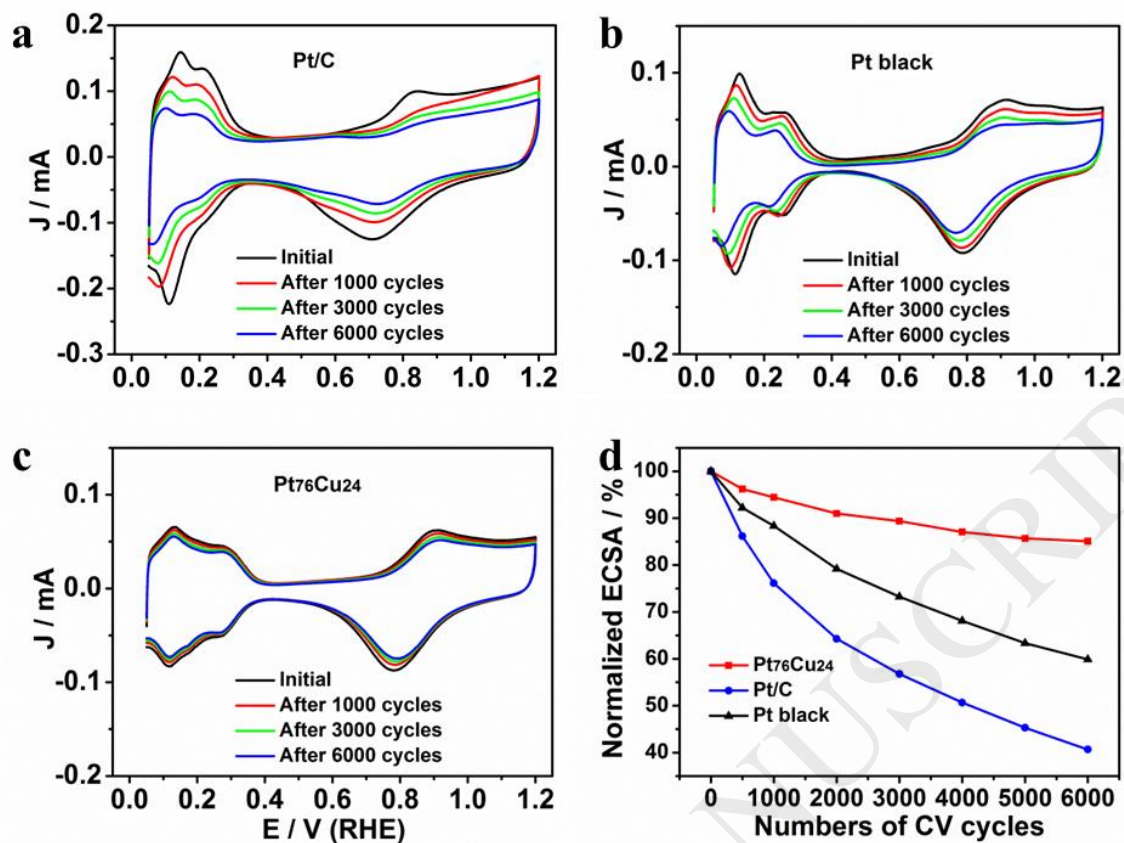 a
Pt/C
J / mA
0.2
0.1
0.0
-0.1
-0.2
-0.3
Initial
After 1000 cycles
After 3000 cycles
After 6000 cycles
0.0 0.2 0.4 0.6 0.8 1.0 1.2
b
Pt black
J / mA
0.1
0.0
-0.1
-0.2
Initial
After 1000 cycles
After 3000 cycles
After 6000 cycles
0.0 0.2 0.4 0.6 0.8 1.0 1.2
c
Pt76Cu24
J / mA
0.1
0.0
-0.1
-0.2
Initial
After 1000 cycles
After 3000 cycles
After 6000 cycles
0.0 0.2 0.4 0.6 0.8 1.0 1.2
E / V (RHE)
d
Normalized ECSA / %
100
90
80
70
60
50
40
Pt76Cu24
Pt/C
Pt black
0 1000 2000 3000 4000 5000 6000
Numbers of CV cycles
NUSCRIP